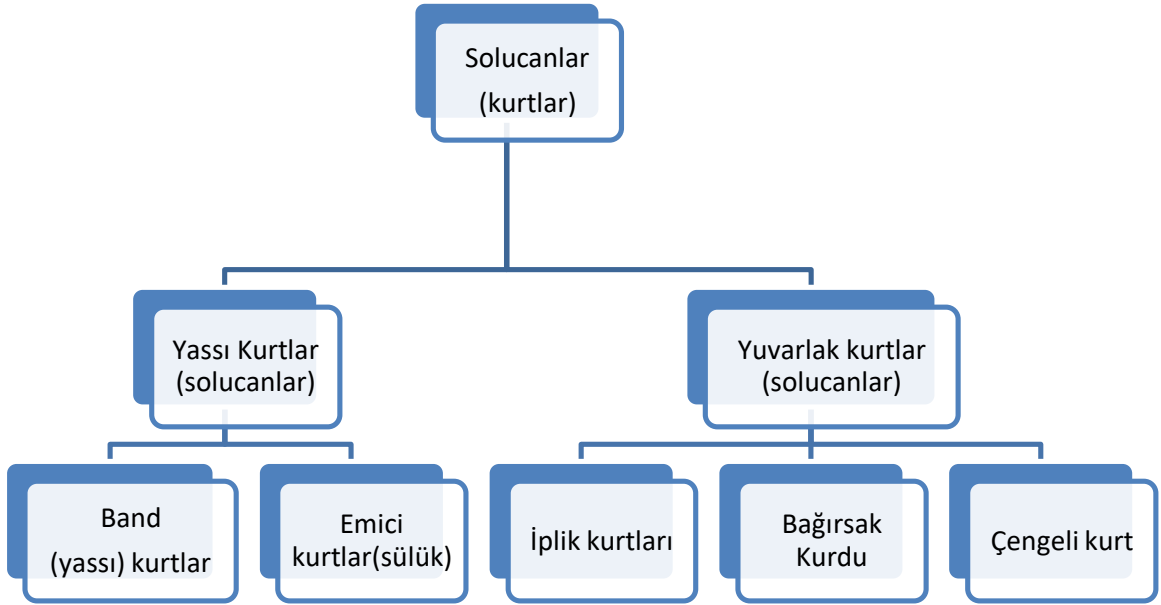 Solucanlar
(kurtlar)
Yassı Kurtlar
(solucanlar)
Yuvarlak kurtlar
(solucanlar)
Band
(yassı) kurtlar
Emici
kurtlar(sülük)
İplik kurtları
Bağırsak
Kurdu
Çengeli kurt